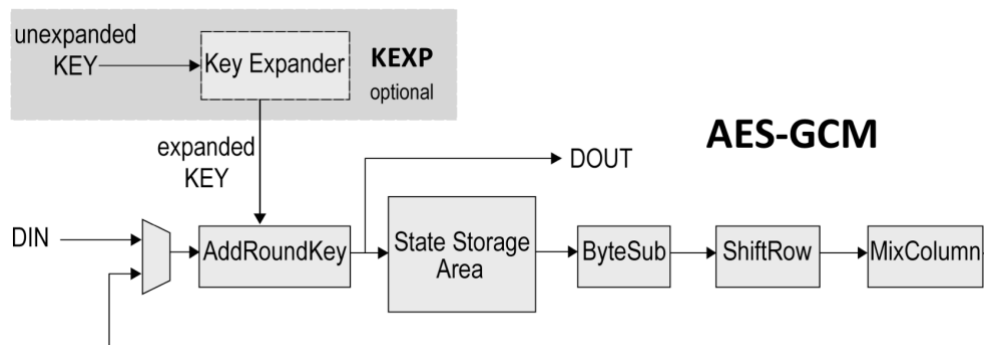 unexpanded
KEY
Key Expander
KEXP
optional
AES-GCM
expanded
KEY
DOUT
DIN
AddRoundKey
State Storage
Area
ByteSub
ShiftRow
MixColumn